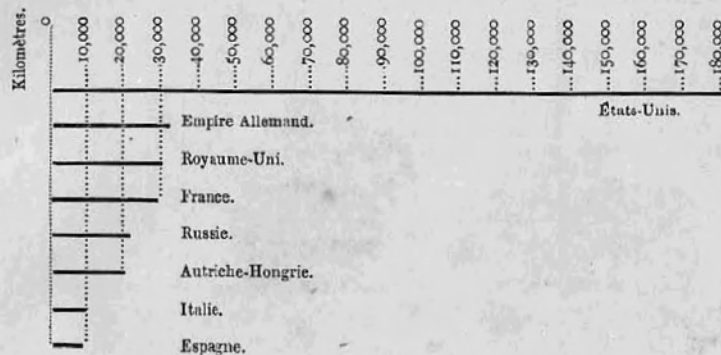 Kilomètres.
0
10,000
20,000
30,000
40,000
50,000
60,000
70,000
80,000
90,000
100,000
110,000
120,000
130,000
140,000
150,000
160,000
170,000
180,000
États-Unis.
Empire Allemand.
Royaume-Uni.
France.
Russie.
Autriche-Hongrie.
Italie.
Espagne.